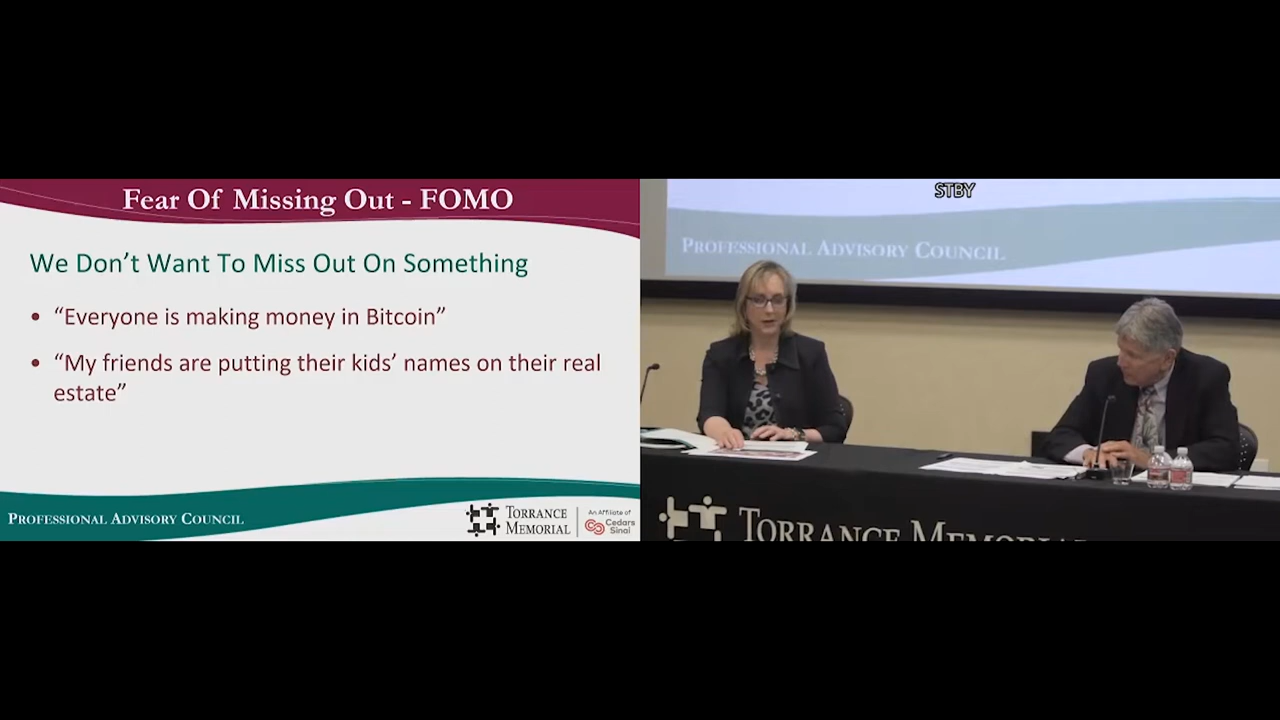 Fear Of Missing Out - FOMO
We Don’t Want To Miss Out On Something
• “Everyone is making money in Bitcoin”
• “My friends are putting their kids’ names on their real
estate”
PROFESSIONAL ADVISORY COUNCIL
TORRANCE
MEMORIAL
An Affiliate of
Cedars
Sinai
STBY
PROFESSIONAL ADVISORY COUNCIL
TORRANCE MEMORIAL